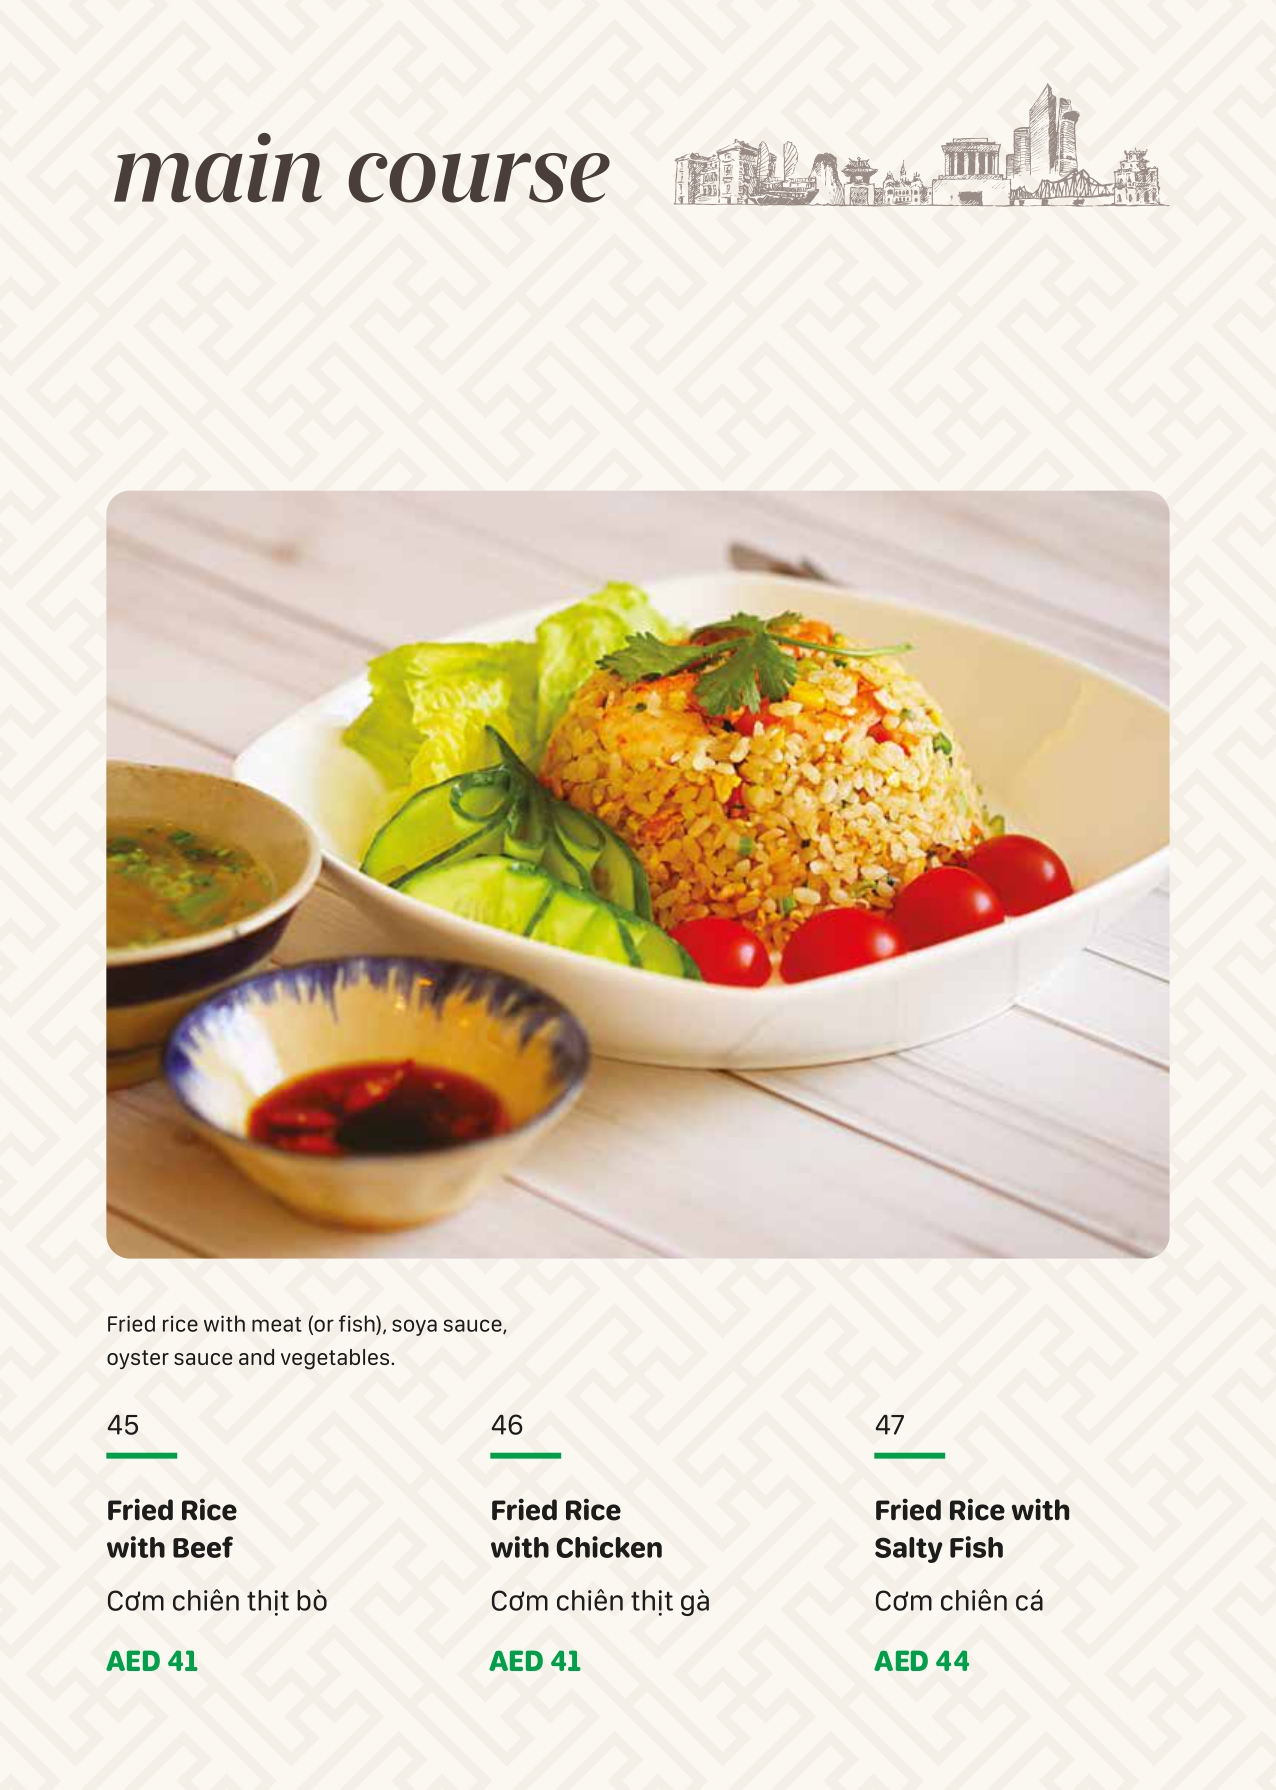 main course
Fried rice with meat (or fish), soya sauce,
oyster sauce and vegetables.
45
Fried Rice
with Beef
Cơm chiên thịt bò
AED 41
46
Fried Rice
with Chicken
Cơm chiên thịt gà
AED 41
47
Fried Rice with
Salty Fish
Cơm chiên cá
AED 44